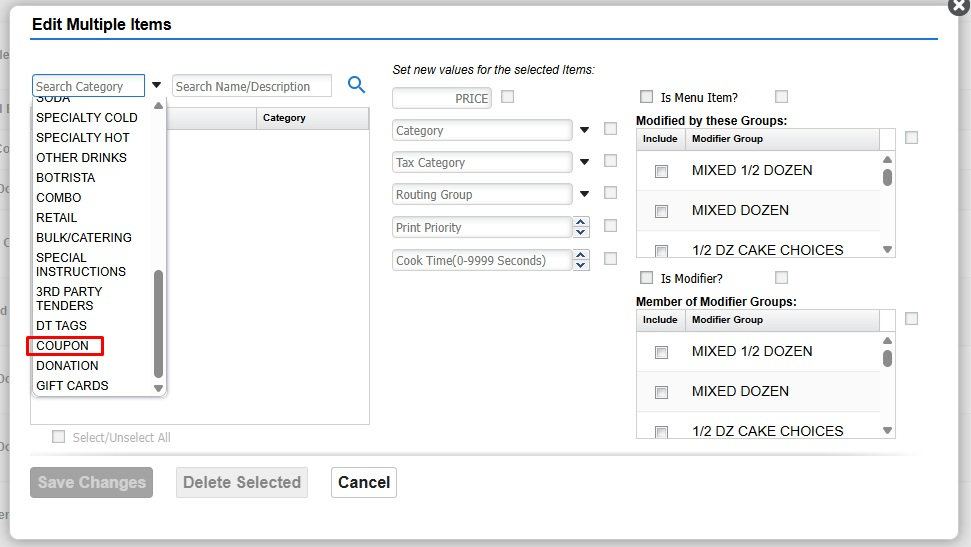 Edit Multiple Items
Search Category
Search Name/Description
SODA
SPECIALTY COLD
SPECIALTY HOT
OTHER DRINKS
BOTRISTA
COMBO
RETAIL
BULK/CATERING
SPECIAL
INSTRUCTIONS
3RD PARTY
TENDERS
DT TAGS
COUPON
DONATION
GIFT CARDS
Category
Select/Unselect All
Set new values for the selected Items:
PRICE
Category
Tax Category
Routing Group
Print Priority
Cook Time(0-9999 Seconds)
Is Menu Item?
Modified by these Groups:
Include Modifier Group
MIXED 1/2 DOZEN
MIXED DOZEN
1/2 DZ CAKE CHOICES
Is Modifier?
Member of Modifier Groups:
Include Modifier Group
MIXED 1/2 DOZEN
MIXED DOZEN
1/2 DZ CAKE CHOICES
Save Changes
Delete Selected
Cancel